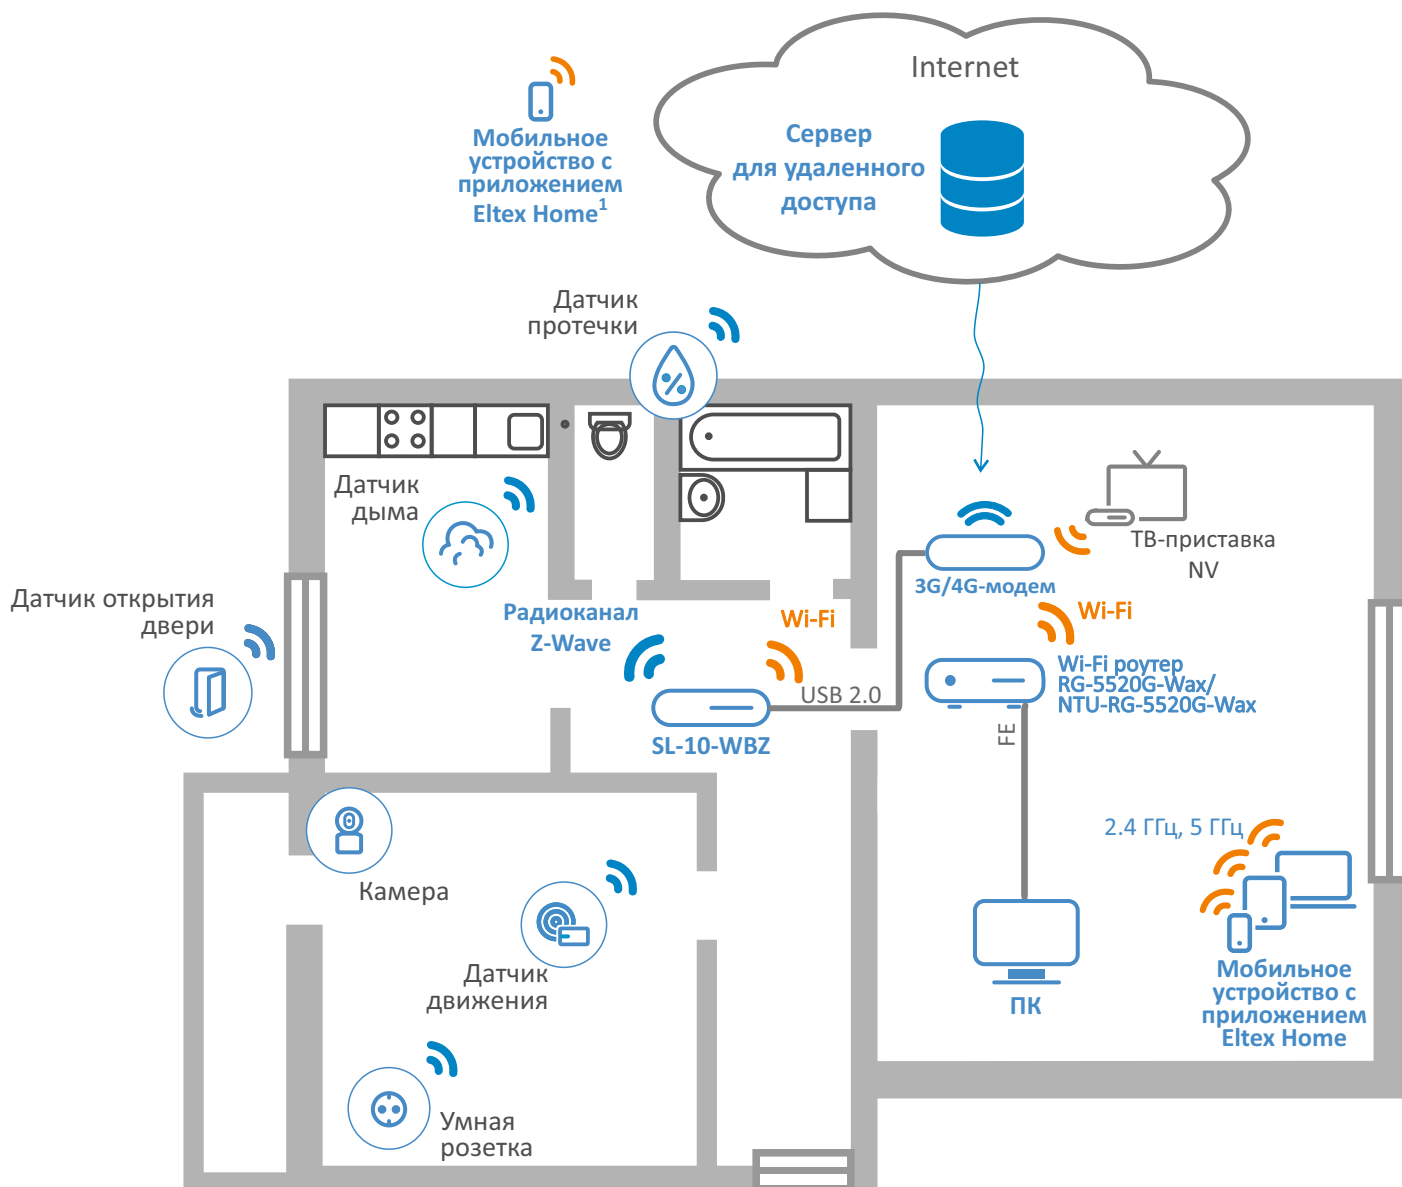 Internet
Сервер
для удаленного
доступа
Мобильное
устройство с
приложением
Eltex Home¹
Датчик
протечки
Датчик
дыма
ТВ-приставка
NV
3G/4G-модем
Датчик открытия
двери
Радиоканал
Z-Wave
Wi-Fi
Wi-Fi
Wi-Fi роутер
RG-5520G-Wax/
NTU-RG-5520G-Wax
USB 2.0
SL-10-WBZ
FE
2.4 ГГц, 5 ГГц
Камера
Датчик
движения
ПК
Мобильное
устройство с
приложением
Eltex Home
Умная
розетка